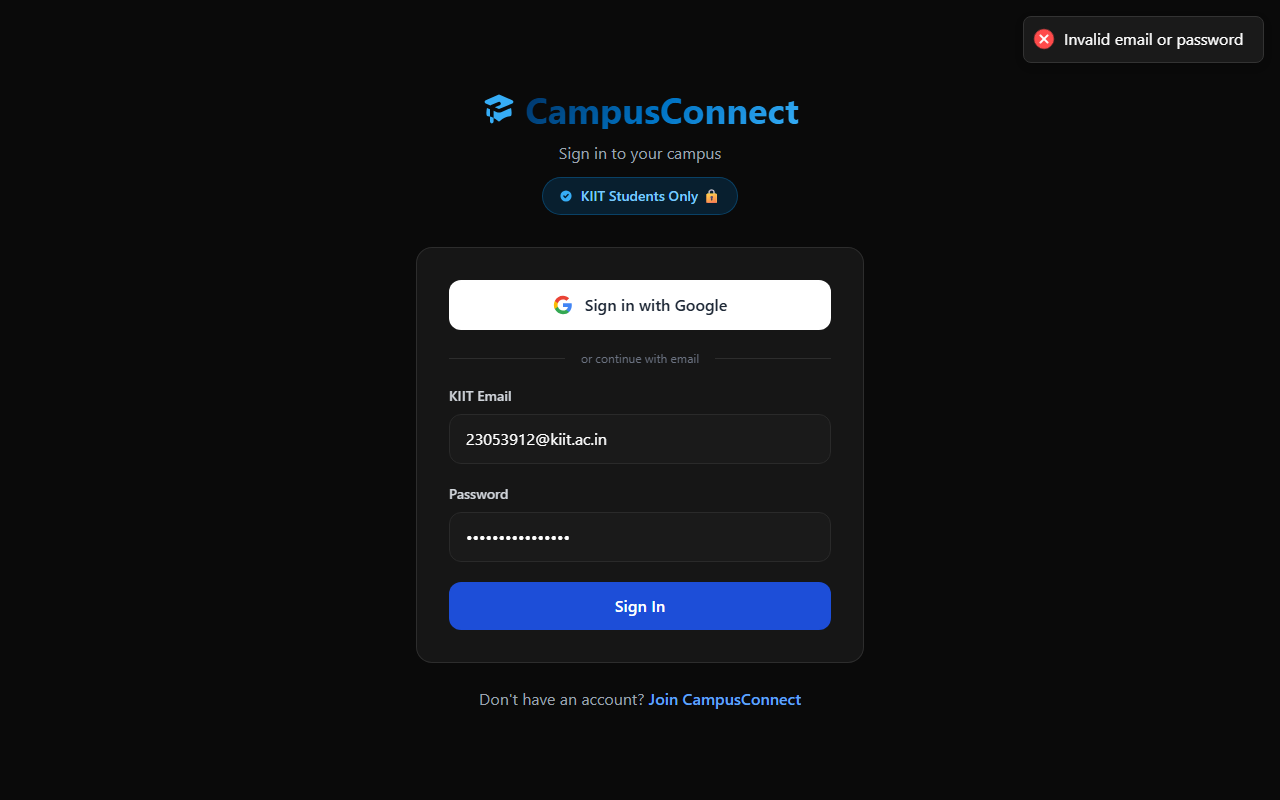 Invalid email or password
CampusConnect
Sign in to your campus
KIIT Students Only
Sign in with Google
or continue with email
KIIT Email
23053912@kiit.ac.in
Password
••••••••••••••••
Sign In
Don't have an account? Join CampusConnect